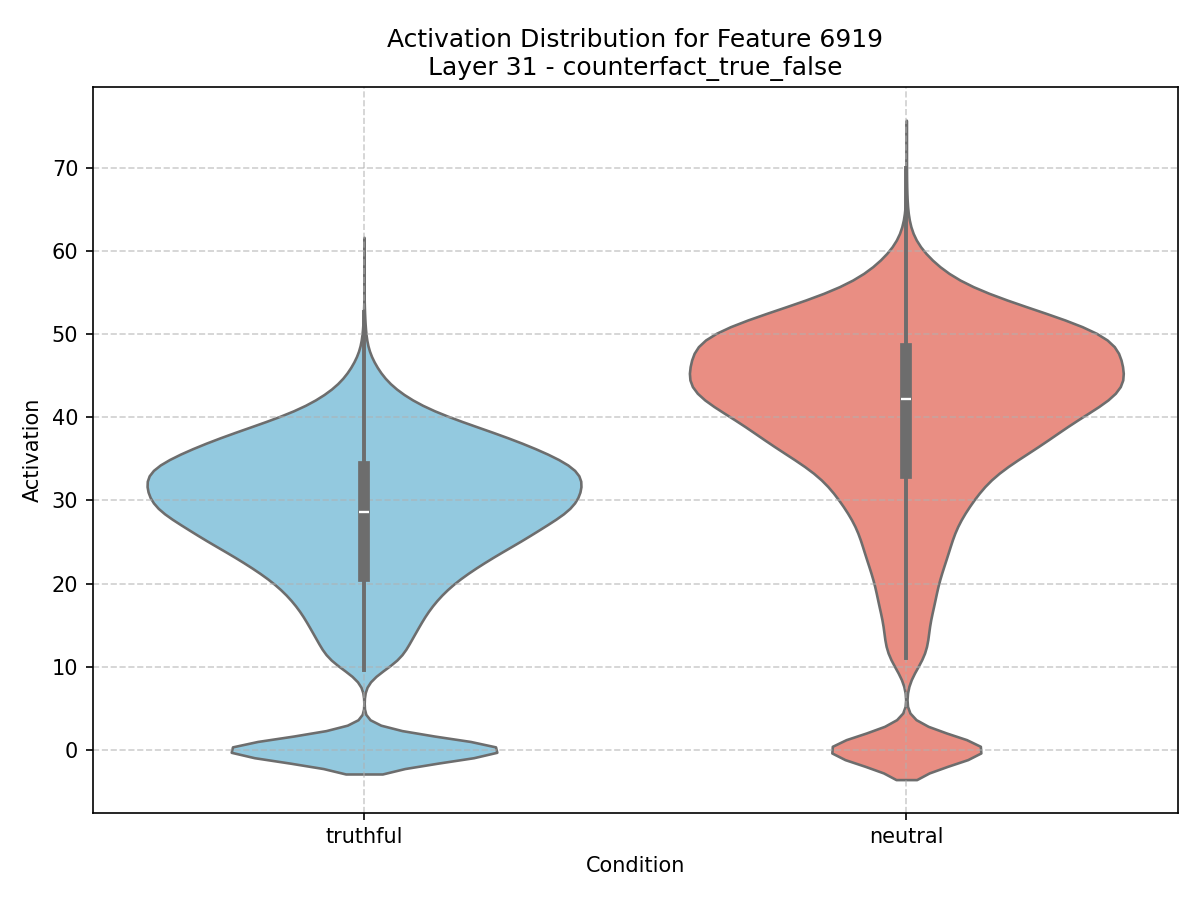 Activation Distribution for Feature 6919
Layer 31 - counterfact_true_false
Activation
70
60
50
40
30
20
10
0
truthful
neutral
Condition